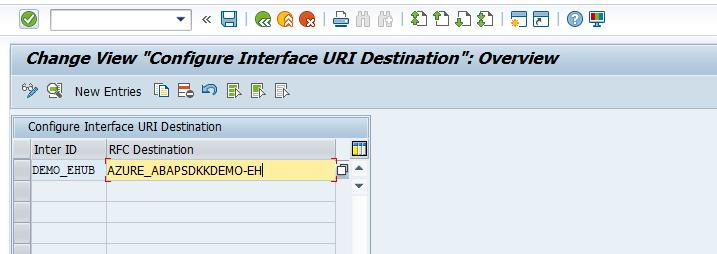 Change View "Configure Interface URI Destination": Overview
New Entries
Configure Interface URI Destination
Inter ID RFC Destination
DEMO_EHUB AZURE_ABAPSDKKDEMO-EH